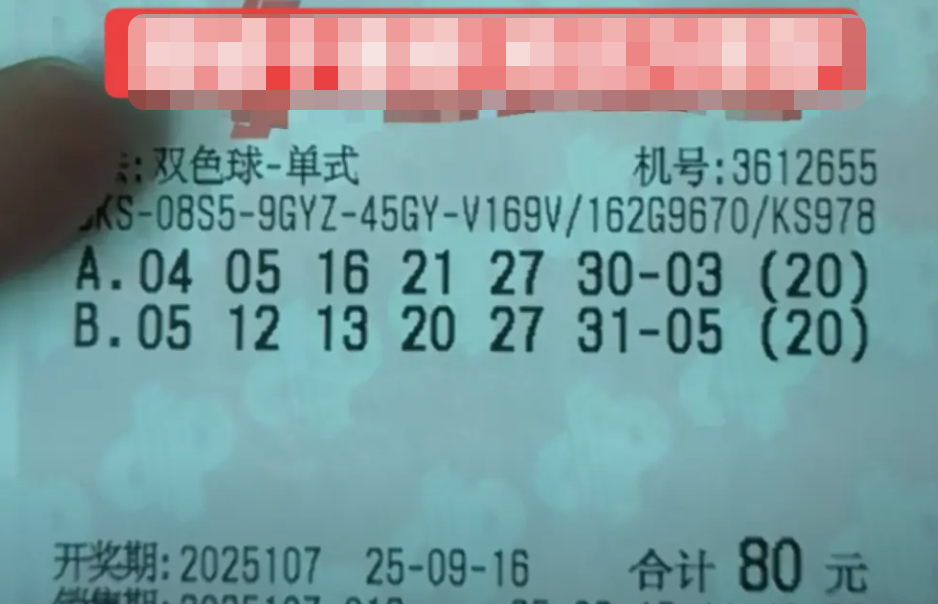 : 双色球-单式 机号:3612655
KS-08S5-9GYZ-45GY-V169V/162G9670/KS978
A.04 05 16 21 27 30-03 (20)
B.05 12 13 20 27 31-05 (20)
开奖期:2025107 25-09-16 合计 80 元